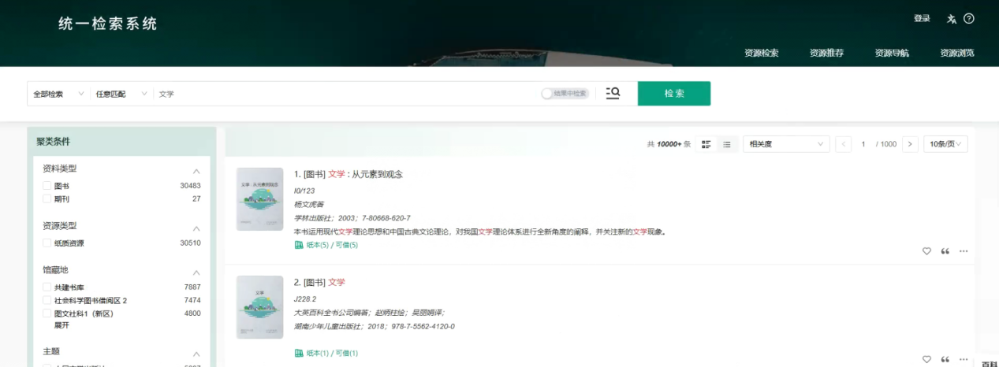 统一检索系统
登录
资源检索 资源推荐 资源导航 资源浏览
全部检索 任意匹配 文学 结果中检索 检 索
聚类条件
共 10000+ 条 相关度 1 / 1000 10条/页
资料类型
图书 30483
期刊 27
资源类型
纸质资源 30510
馆藏地
共建书库 7887
社会科学图书借阅区 2 7474
图文社科1（新区） 4800
展开
主题
文学：从元素到观念
1. [图书] 文学 : 从元素到观念
I0/123
杨文虎著
学林出版社；2003；7-80668-620-7
本书运用现代文学理论思想和中国古典文论理论，对我国文学理论体系进行全新角度的阐释，并关注新的文学现象。
纸本(5) / 可借(5)
文学
2. [图书] 文学
J228.2
大英百科全书公司编著；赵炳柱绘；吴丽娟译；
湖南少年儿童出版社；2018；978-7-5562-4120-0
纸本(1) / 可借(1)
百科